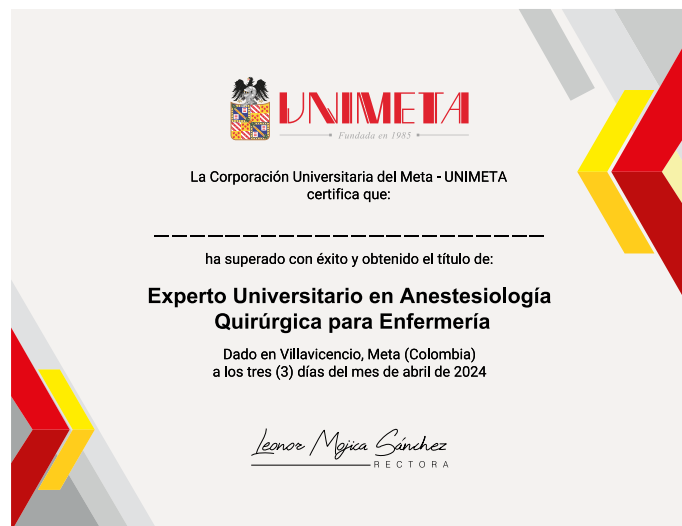 UNIMETA
Fundada en 1985
La Corporación Universitaria del Meta - UNIMETA
certifica que:
ha superado con éxito y obtenido el título de:
Experto Universitario en Anestesiología
Quirúrgica para Enfermería
Dado en Villavicencio, Meta (Colombia)
a los tres (3) días del mes de abril de 2024
Leonor Mojica Sánchez
RECTORA